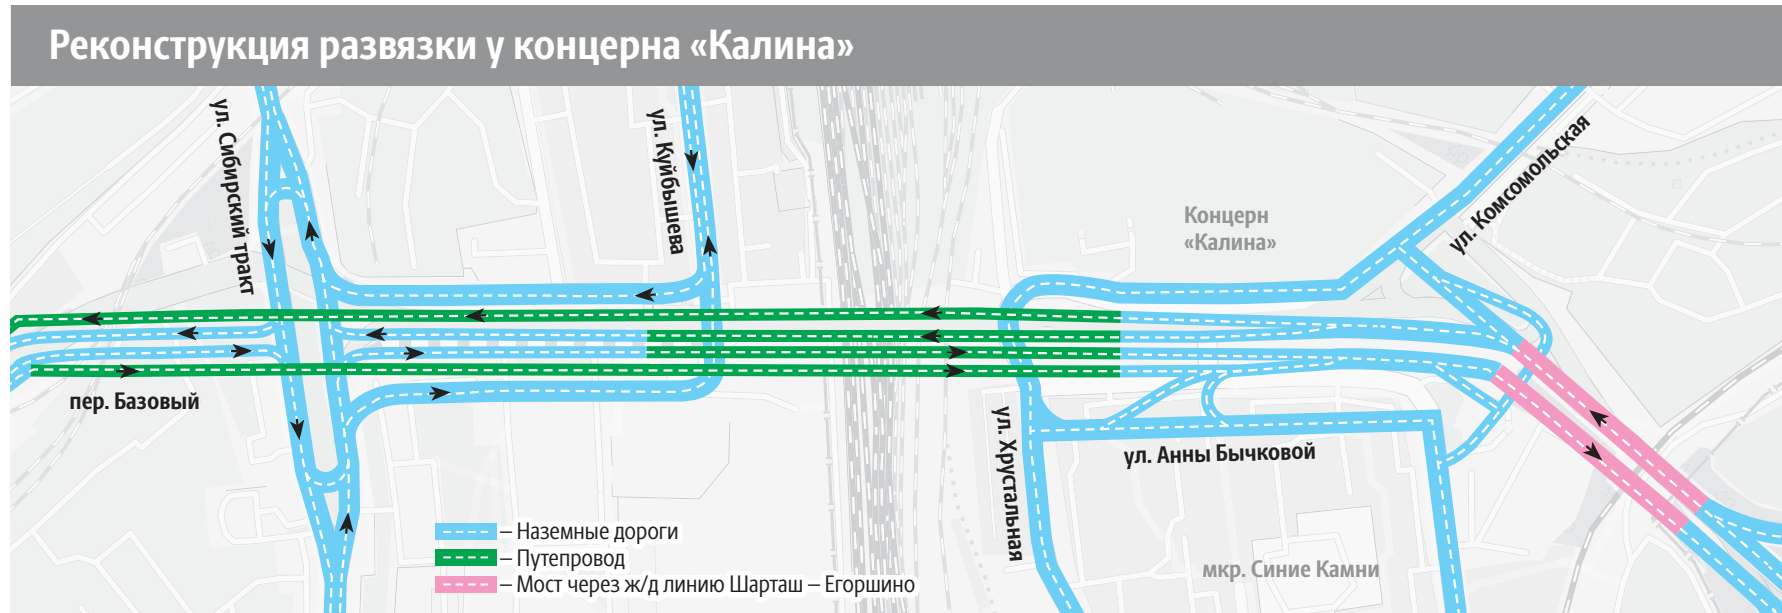 Реконструкция развязки у концерна «Калина»
ул. Сибирский тракт
ул. Куйбышева
Концерн
«Калина»
ул. Комсомольская
пер. Базовый
ул. Хрустальная
ул. Анны Бычковой
мкр. Синие Камни
– Наземные дороги
– Путепровод
– Мост через ж/д линию Шарташ – Егоршино